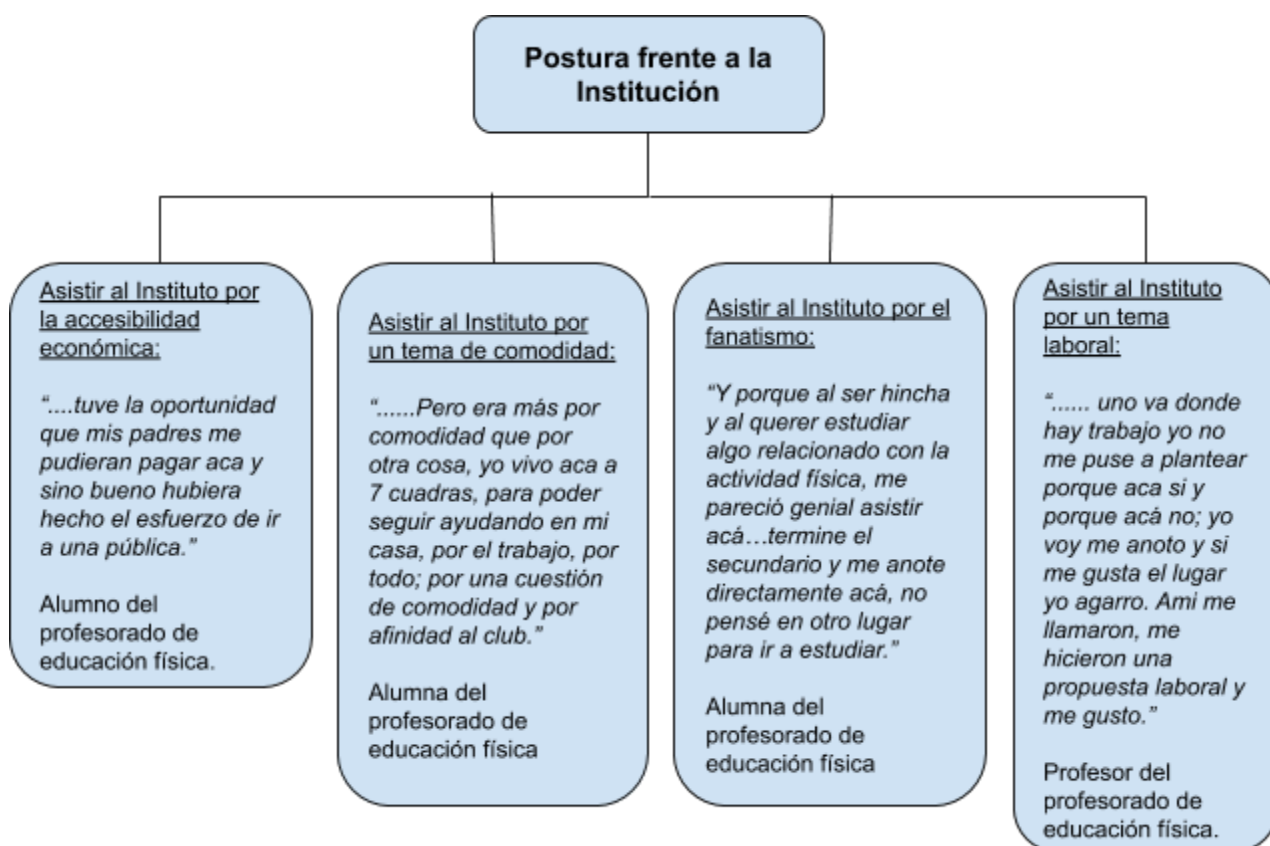 Postura frente a la
Institución
Asistir al Instituto por
la accesibilidad
económica:
“....tuve la oportunidad
que mis padres me
pudieran pagar aca y
sino bueno hubiera
hecho el esfuerzo de ir
a una pública.”
Alumno del
profesorado de
educación física.
Asistir al Instituto por
un tema de comodidad:
“......Pero era más por
comodidad que por
otra cosa, yo vivo aca a
7 cuadras, para poder
seguir ayudando en mi
casa, por el trabajo, por
todo; por una cuestión
de comodidad y por
afinidad al club.”
Alumna del
profesorado de
educación física
Asistir al Instituto por el
fanatismo:
“Y porque al ser hincha
y al querer estudiar
algo relacionado con la
actividad física, me
pareció genial asistir
acá…termine el
secundario y me anote
directamente acá, no
pensé en otro lugar
para ir a estudiar.”
Alumna del
profesorado de
educación física
Asistir al Instituto
por un tema
laboral:
“...... uno va donde
hay trabajo yo no
me puse a plantear
porque aca si y
porque acá no; yo
voy me anoto y si
me gusta el lugar
yo agarro. Ami me
llamaron, me
hicieron una
propuesta laboral y
me gusto.”
Profesor del
profesorado de
educación física.